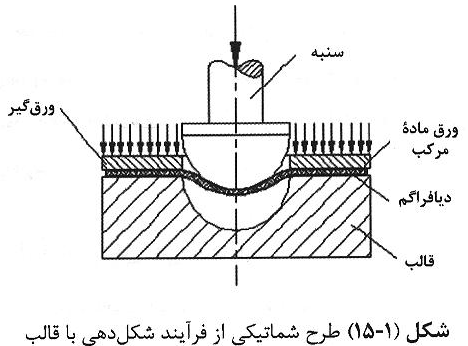 سنبه
ورق‌گیر
ورق مادهٔ
مرکب
دیافراگم
قالب
شکل (۱-۱۵) طرح شماتیکی از فرآیند شکل‌دهی با قالب